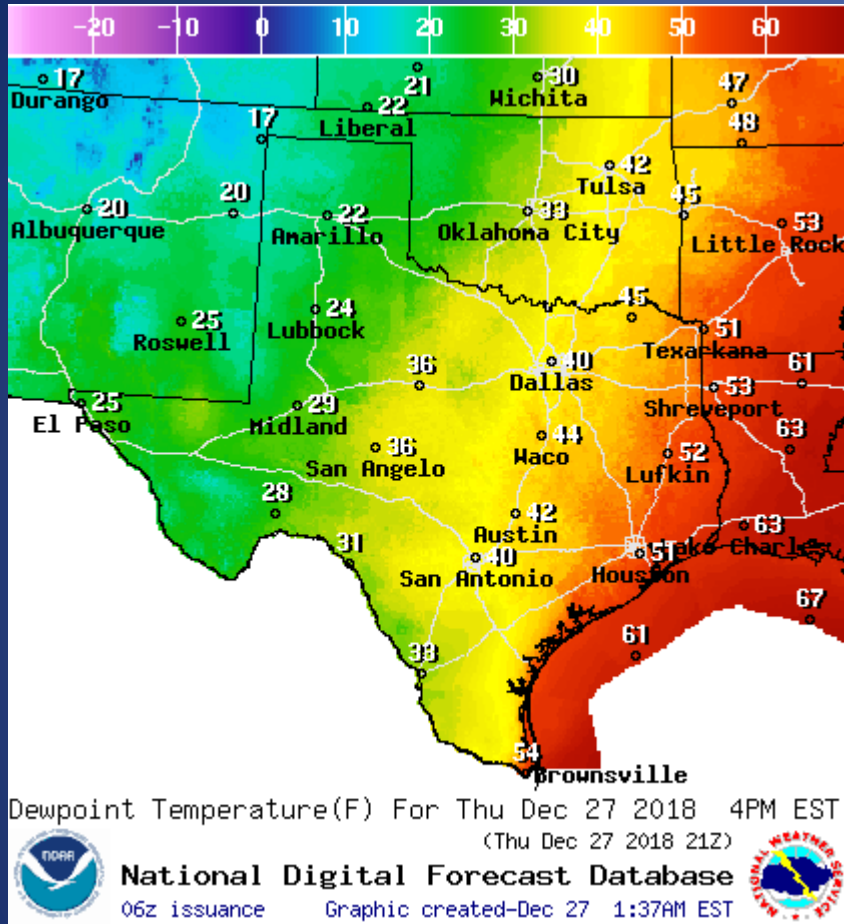 -20 -10 0 10 20 30 40 50 60
17
Durango
21
30
Wichita
47
22
Liberal
17
48
42
Tulsa
20
Albuquerque
20
22
Amarillo
33
Oklahoma City
45
53
Little Rock
25
Roswell
24
Lubbock
45
51
Texarkana
36
40
Dallas
61
53
Shreveport
25
El Paso
29
Midland
36
San Angelo
44
Waco
63
52
Lufkin
28
42
Austin
63
Lake Charles
31
40
San Antonio
51
Houston
67
61
33
54
Brownsville
Dewpoint Temperature(F) For Thu Dec 27 2018 4PM EST
(Thu Dec 27 2018 21Z)
NOAA
National Digital Forecast Database
06z issuance Graphic created-Dec 27 1:37AM EST
NATIONAL WEATHER SERVICE